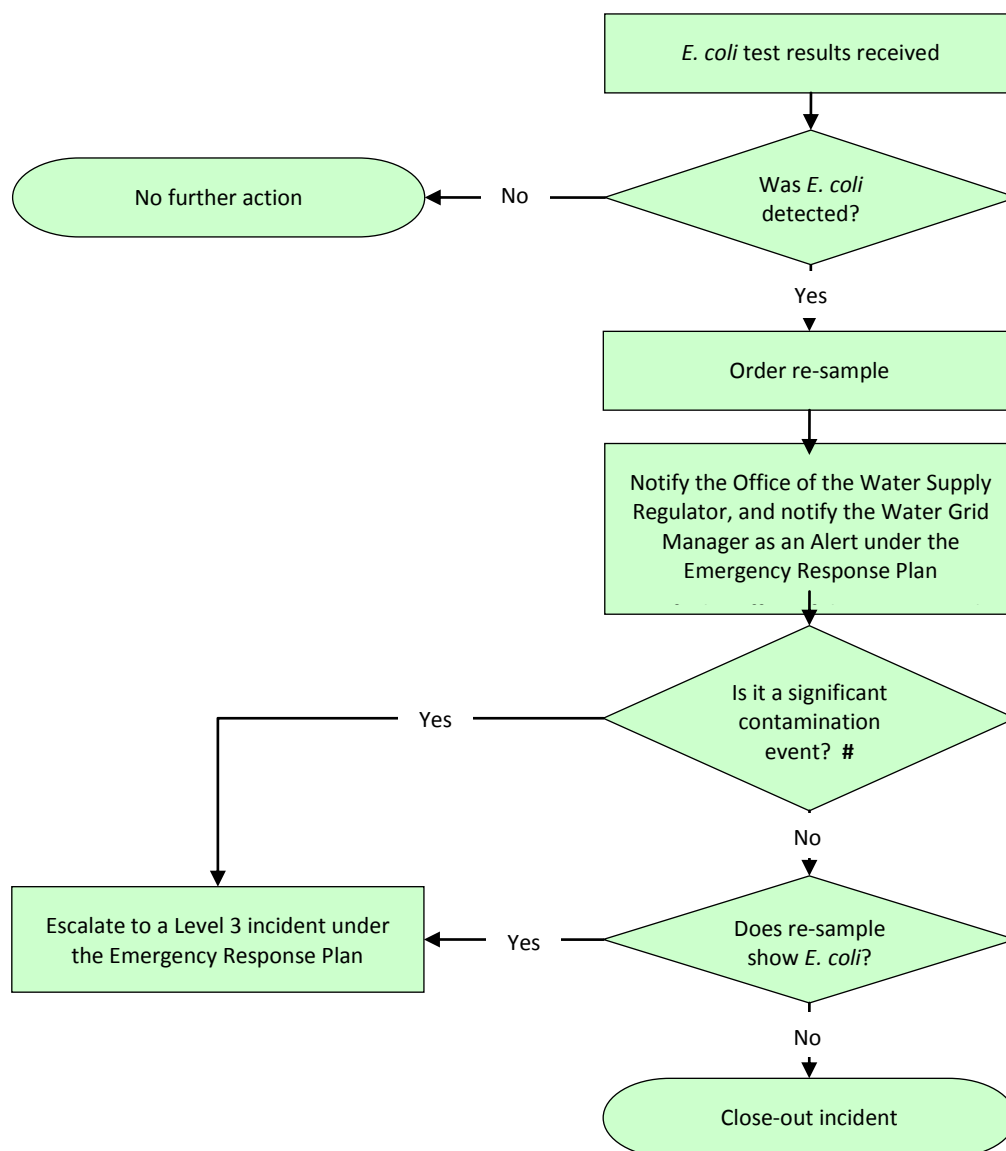 E. coli test results received
Was E. coli
detected?
No
No further action
Yes
Order re-sample
Notify the Office of the Water Supply
Regulator, and notify the Water Grid
Manager as an Alert under the
Emergency Response Plan
Is it a significant
contamination
event? #
Yes
No
Escalate to a Level 3 incident under
the Emergency Response Plan
Does re-sample
show E. coli?
Yes
No
Close-out incident